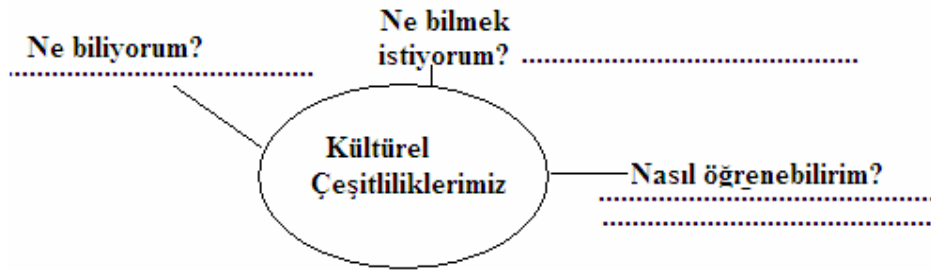 Ne biliyorum?
Ne bilmek
istiyorum?
Kültürel
Çeşitliliklerimiz
Nasıl öğrenebilirim?